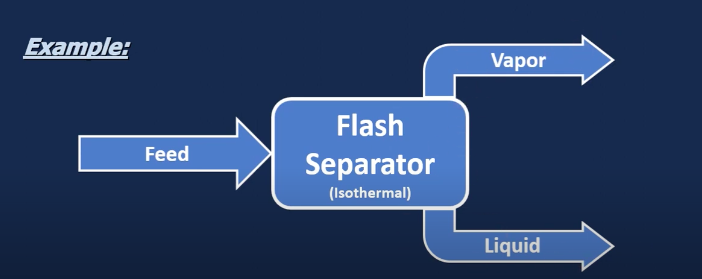 Example:
Vapor
Flash
Separator
(Isothermal)
Feed
Liquid